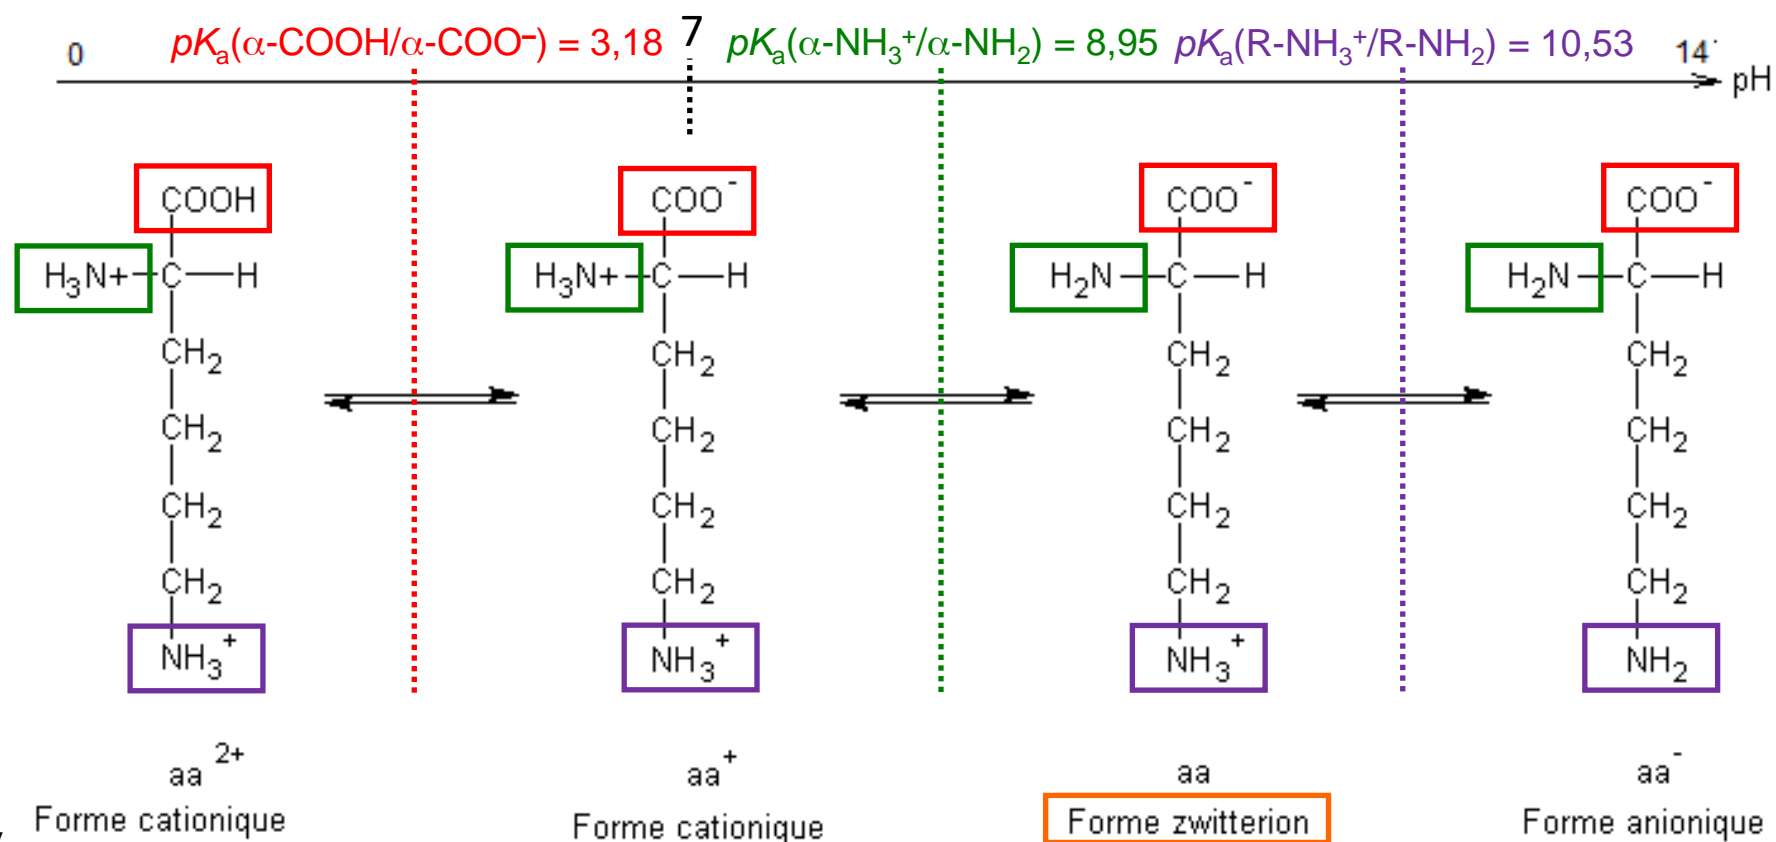 0 pKa(α-COOH/α-COO–) = 3,18 7 pKa(α-NH3+/α-NH2) = 8,95 pKa(R-NH3+/R-NH2) = 10,53 14
pH
COOH COO- COO- COO-
H3N+ C H H3N+ C H H2N C H H2N C H
CH2 CH2 CH2 CH2
CH2 CH2 CH2 CH2
CH2 CH2 CH2 CH2
CH2 CH2 CH2 CH2
NH3+ NH3+ NH3+ NH2
aa2+ aa+ aa aa-
Forme cationique Forme cationique Forme zwitterion Forme anionique